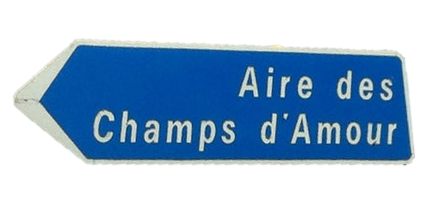 Aire des
Champs d'Amour